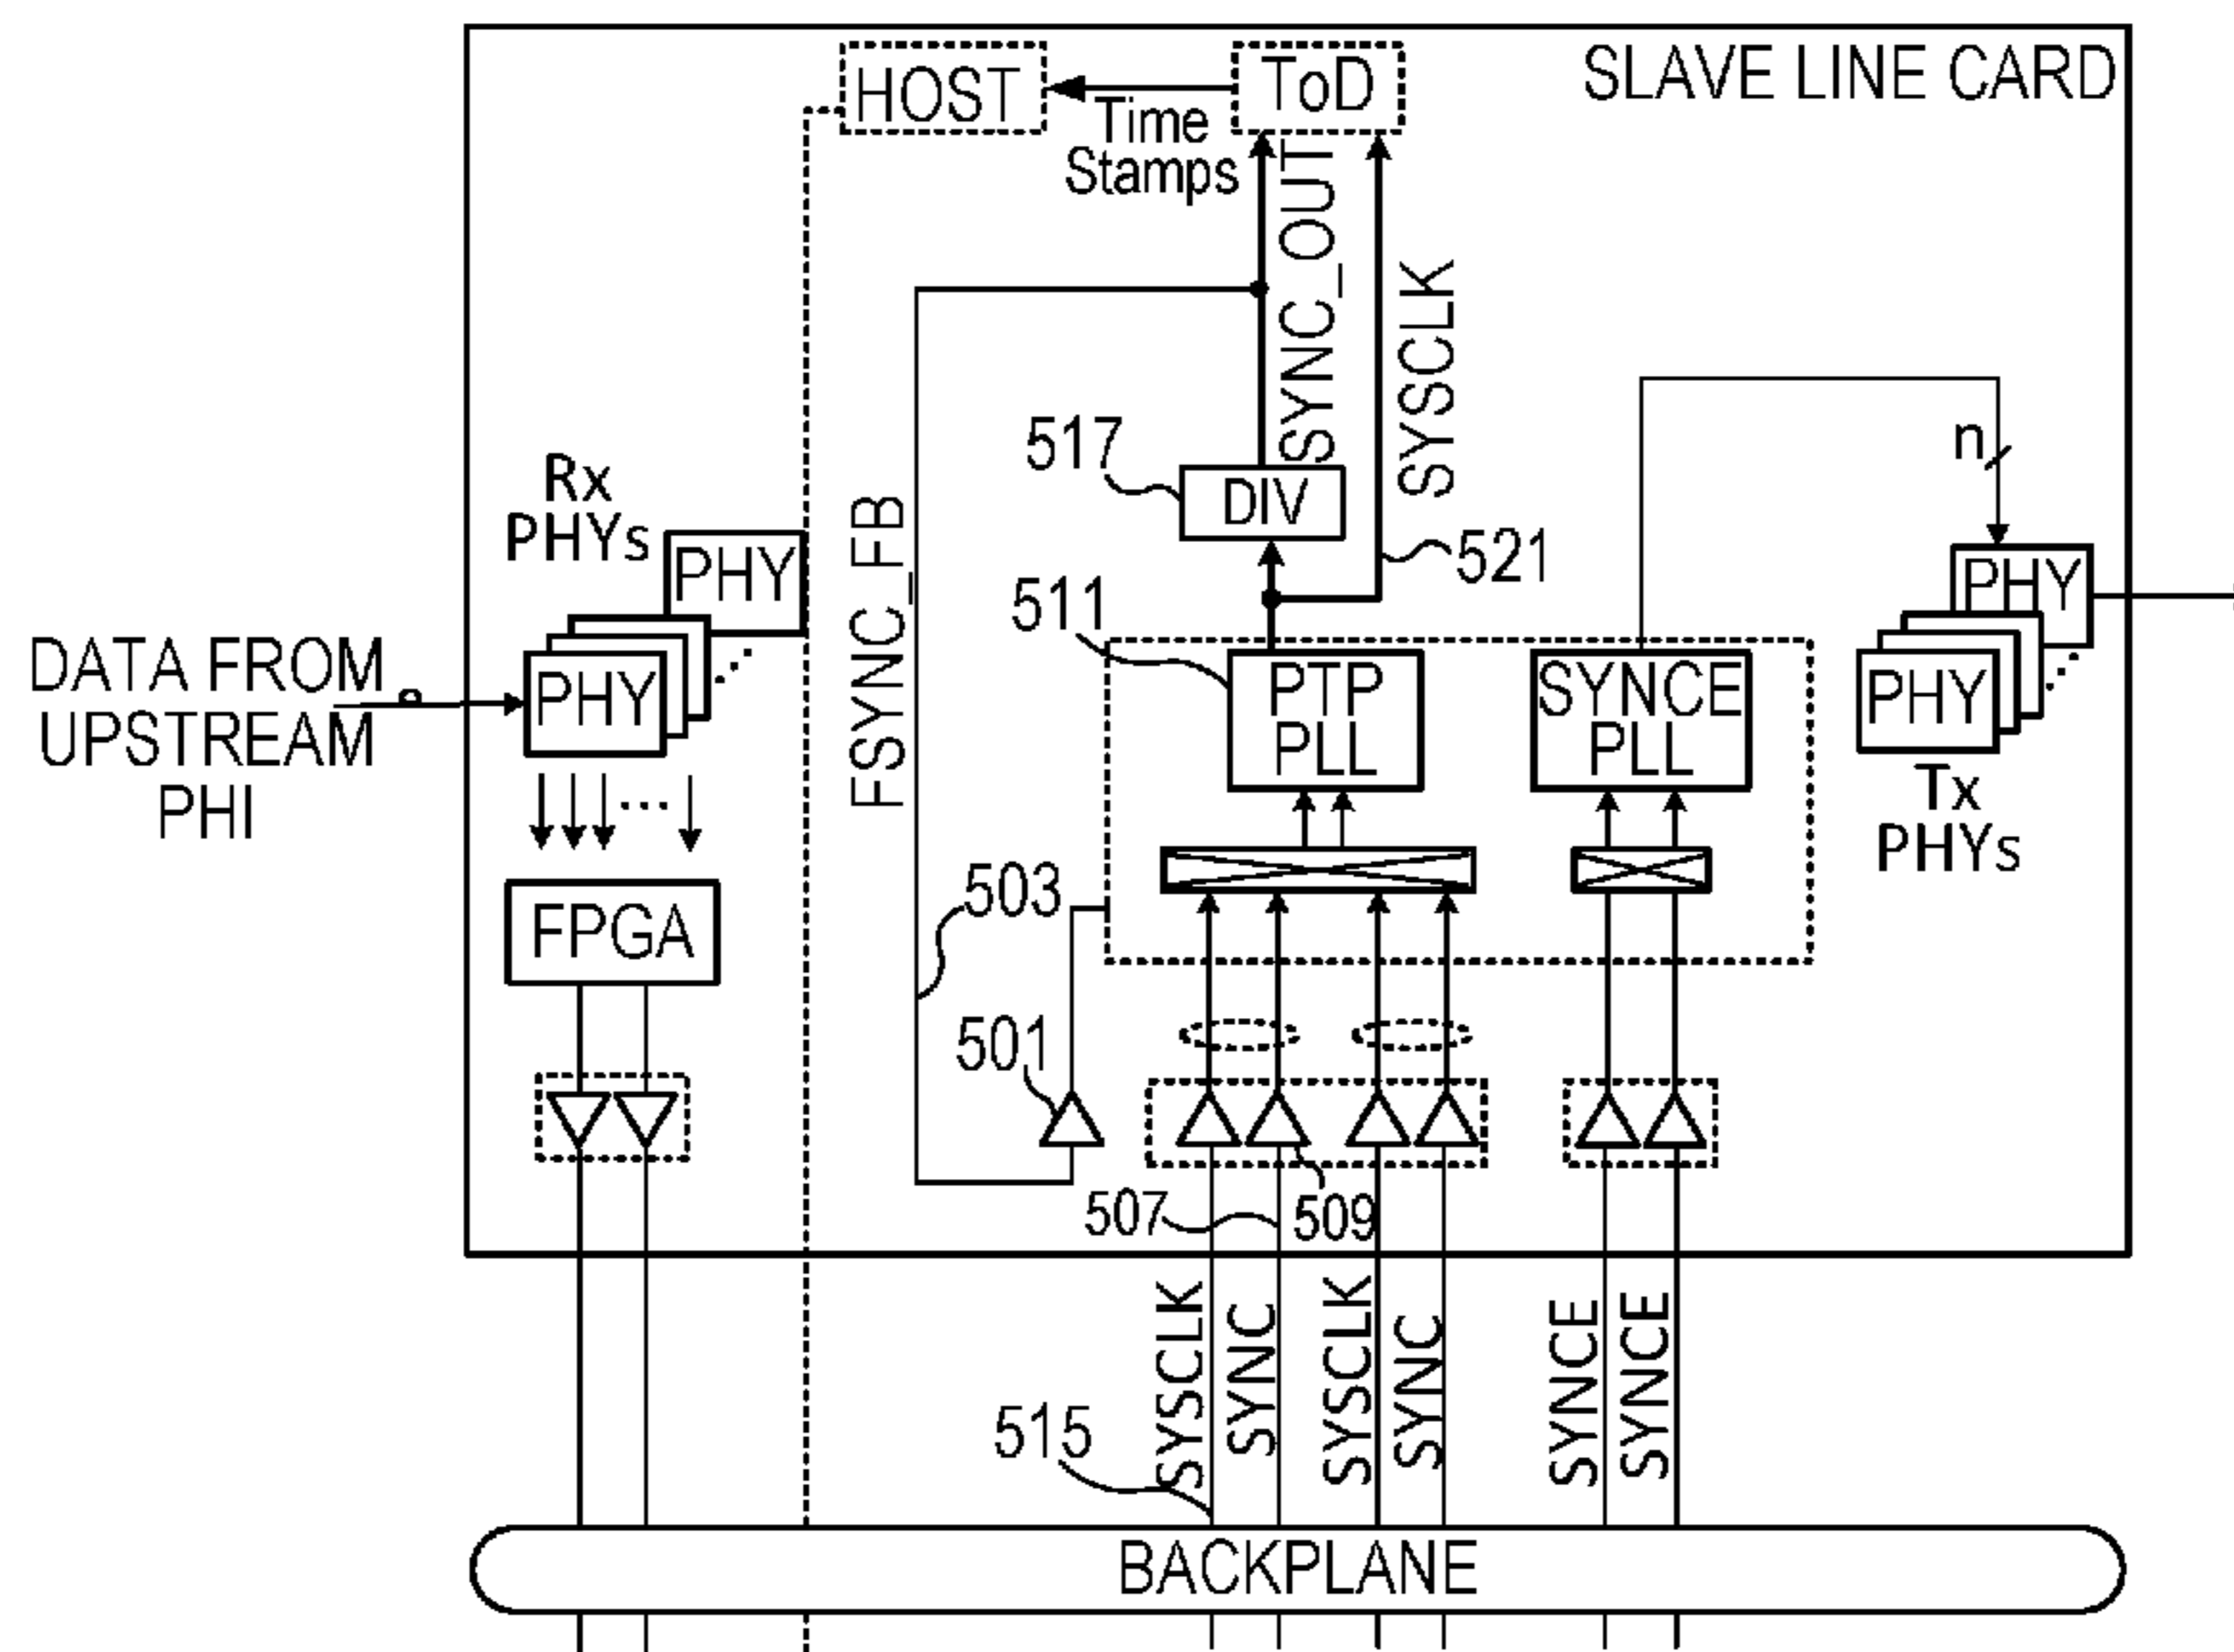 SLAVE LINE CARD
HOST
ToD
Time
Stamps
SYNC_OUT
SYSCLK
517
DIV
n
Rx
PHYs
PHY
FSYNC_FB
521
PHY
511
DATA FROM
UPSTREAM
PHI
PHY
PTP
PLL
SYNCE
PLL
PHY
Tx
PHYs
503
FPGA
501
507
509
SYSCLK
SYNC
SYSCLK
SYNC
SYNCE
SYNCE
515
BACKPLANE